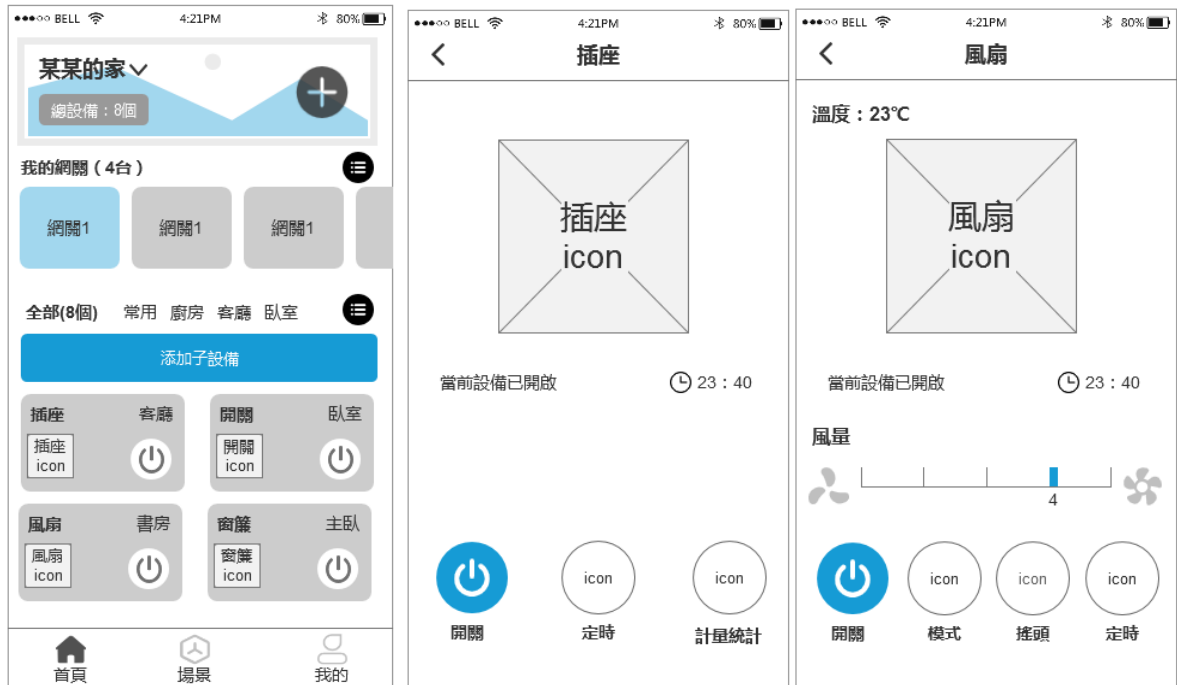 BELL 4:21PM 80%
某某的家
總設備：8個
我的網關（4台）
網關1 網關1 網關1
全部(8個) 常用 廚房 客廳 臥室
添加子設備
插座 客廳
插座
icon
開關 臥室
開關
icon
風扇 書房
風扇
icon
窗簾 主臥
窗簾
icon
首頁 場景 我的
BELL 4:21PM 80%
插座
插座
icon
當前設備已開啟 23：40
icon icon
開關 定時 計量統計
BELL 4:21PM 80%
風扇
溫度：23℃
風扇
icon
當前設備已開啟 23：40
風量
4
icon icon icon
開關 模式 搖頭 定時